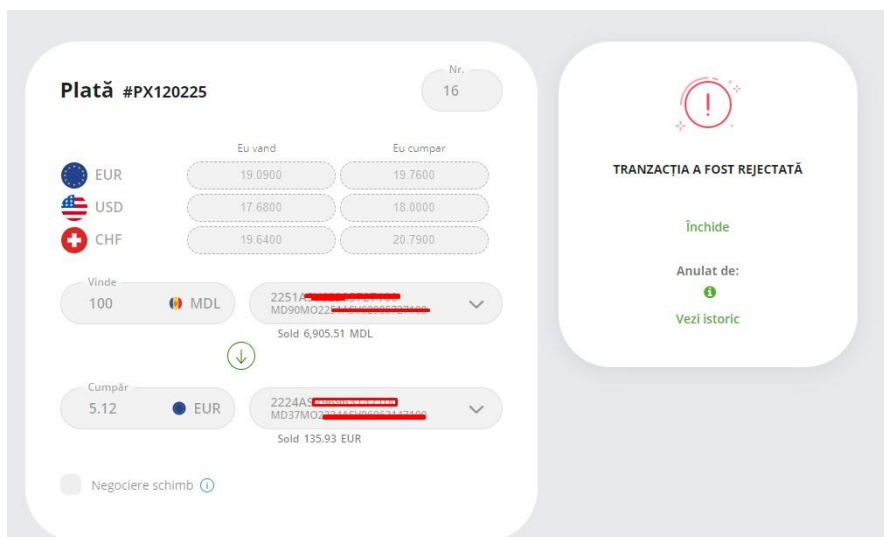 Plată #PX120225
Nr.
16
Eu vand
Eu cumpar
EUR
19.0900
19.7600
USD
17.6800
18.0000
CHF
19.6400
20.7900
Vinde
100
MDL
2251A
MD90MO22
Sold 6,905.51 MDL
Cumpăr
5.12
EUR
2224AS
MD37MO2
Sold 135.93 EUR
Negociere schimb
TRANZACȚIA A FOST REJECTATĂ
Închide
Anulat de:
Vezi istoric